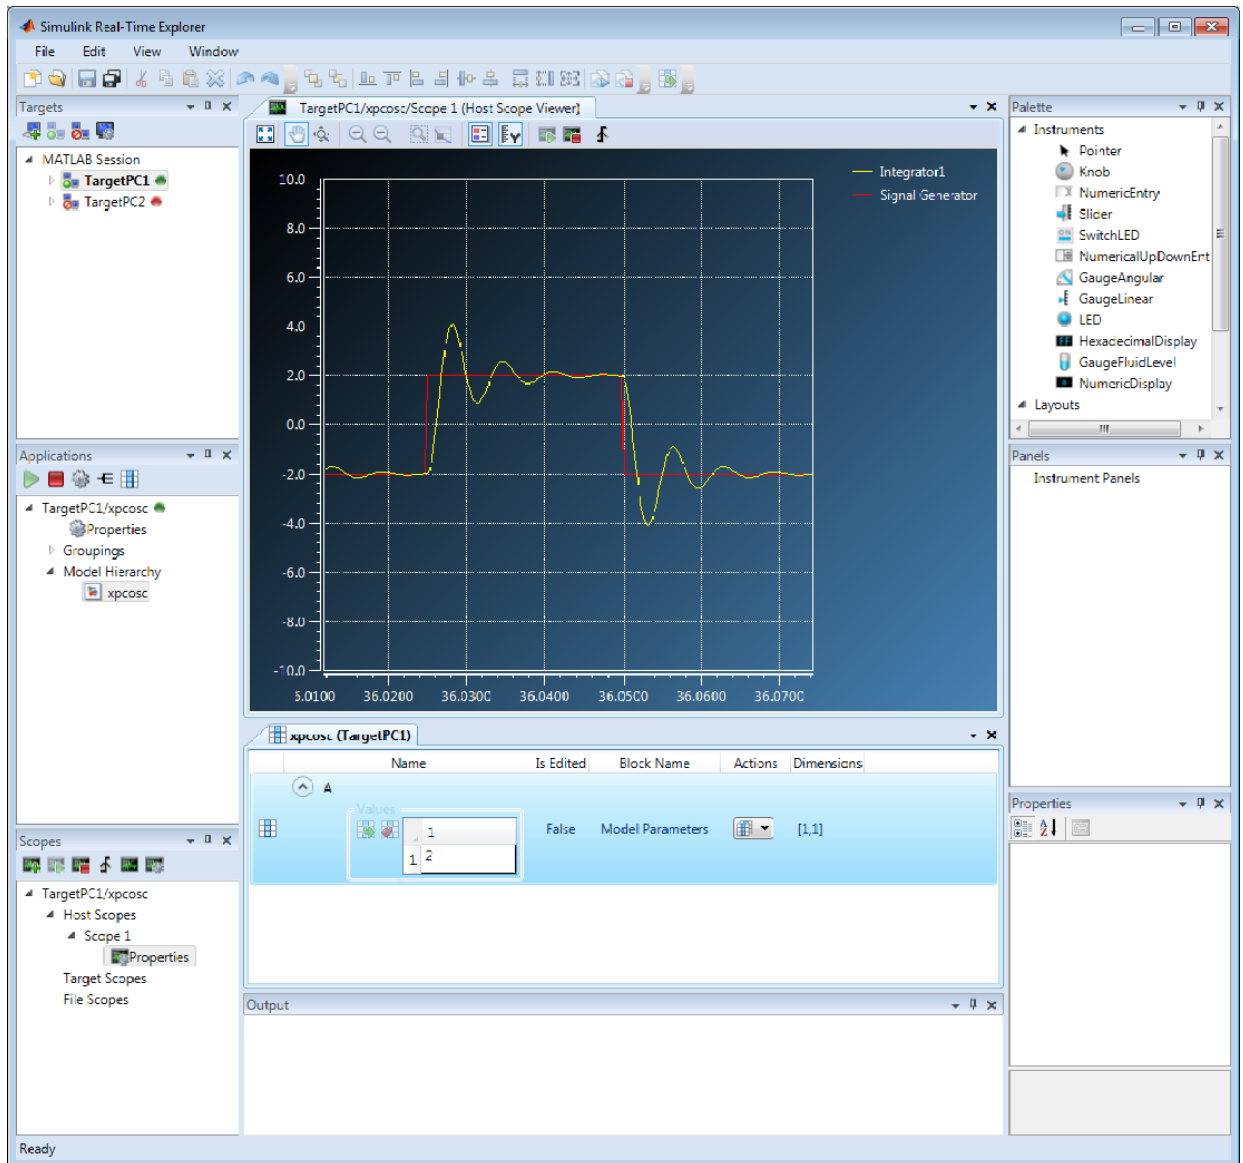 Simulink Real-Time Explorer
File Edit View Window
Targets
MATLAB Session
TargetPC1
TargetPC2
Applications
TargetPC1/xpcosc
Properties
Groupings
Model Hierarchy
xpcosc
Scopes
TargetPC1/xpcosc
Host Scopes
Scope 1
Properties
Target Scopes
File Scopes
TargetPC1/xpcosc/Scope 1 (Host Scope Viewer)
Integrator1
Signal Generator
10.0
8.0
6.0
4.0
2.0
0.0
-2.0
-4.0
-6.0
-8.0
-10.0
5.0100 36.0200 36.0300 36.0400 36.0500 36.0600 36.0700
xpcosc (TargetPC1)
Name Is Edited Block Name Actions Dimensions
A
Values
1
1 2
False Model Parameters [1,1]
Output
Palette
Instruments
Pointer
Knob
NumericEntry
Slider
SwitchLED
NumericalUpDownEnt
GaugeAngular
GaugeLinear
LED
HexadecimalDisplay
GaugeFluidLevel
NumericDisplay
Layouts
Panels
Instrument Panels
Properties
Ready